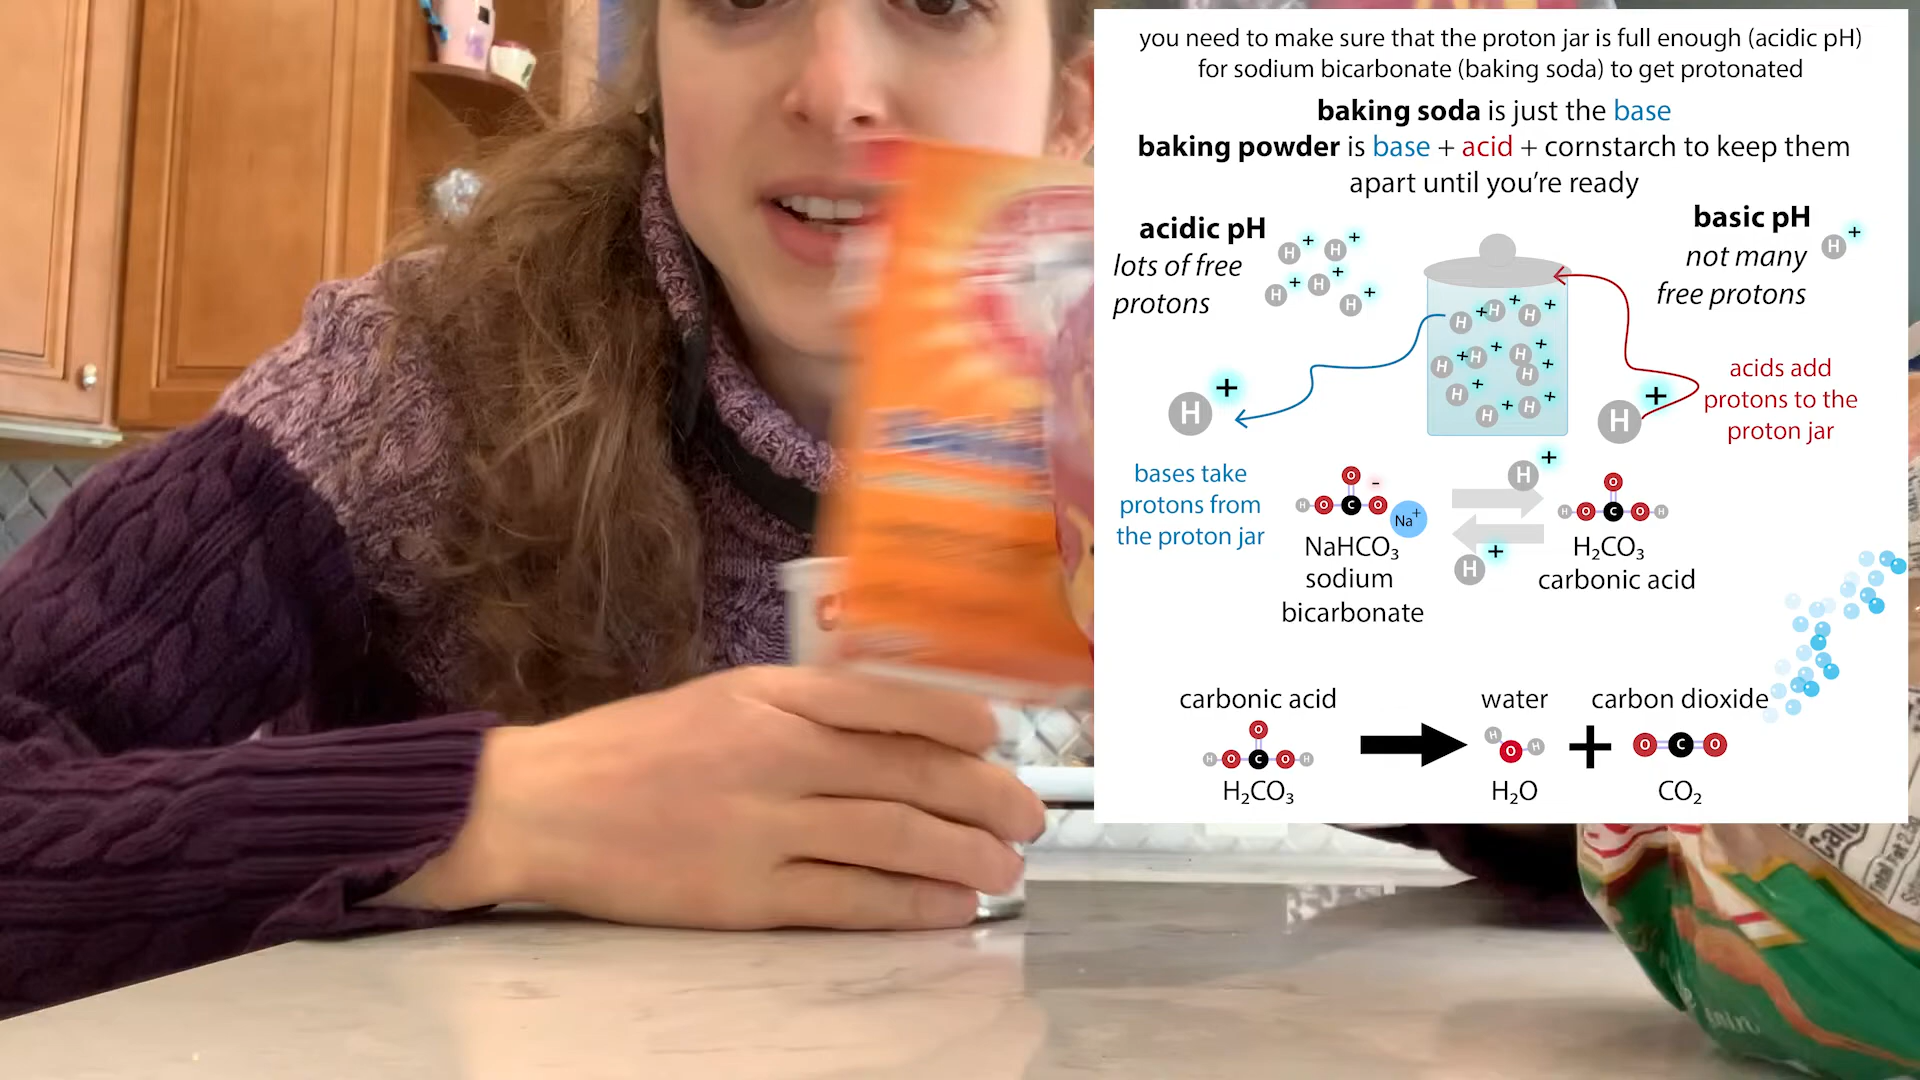 you need to make sure that the proton jar is full enough (acidic pH)
for sodium bicarbonate (baking soda) to get protonated
baking soda is just the base
baking powder is base + acid + cornstarch to keep them
apart until you're ready
acidic pH
lots of free
protons
H+ H+
H+ H+ H+
basic pH
not many
free protons
H+
H+ H+ H+
H+ H+ H+ H+
H+ H+ H+
H +
H +
acids add
protons to the
proton jar
bases take
protons from
the proton jar
H +
O
H O C O −
Na+
NaHCO₃
sodium
bicarbonate
H +
O
H O C O H
H₂CO₃
carbonic acid
carbonic acid
O
H O C O H
H₂CO₃
water
H O H
H₂O
+
carbon dioxide
O C O
CO₂